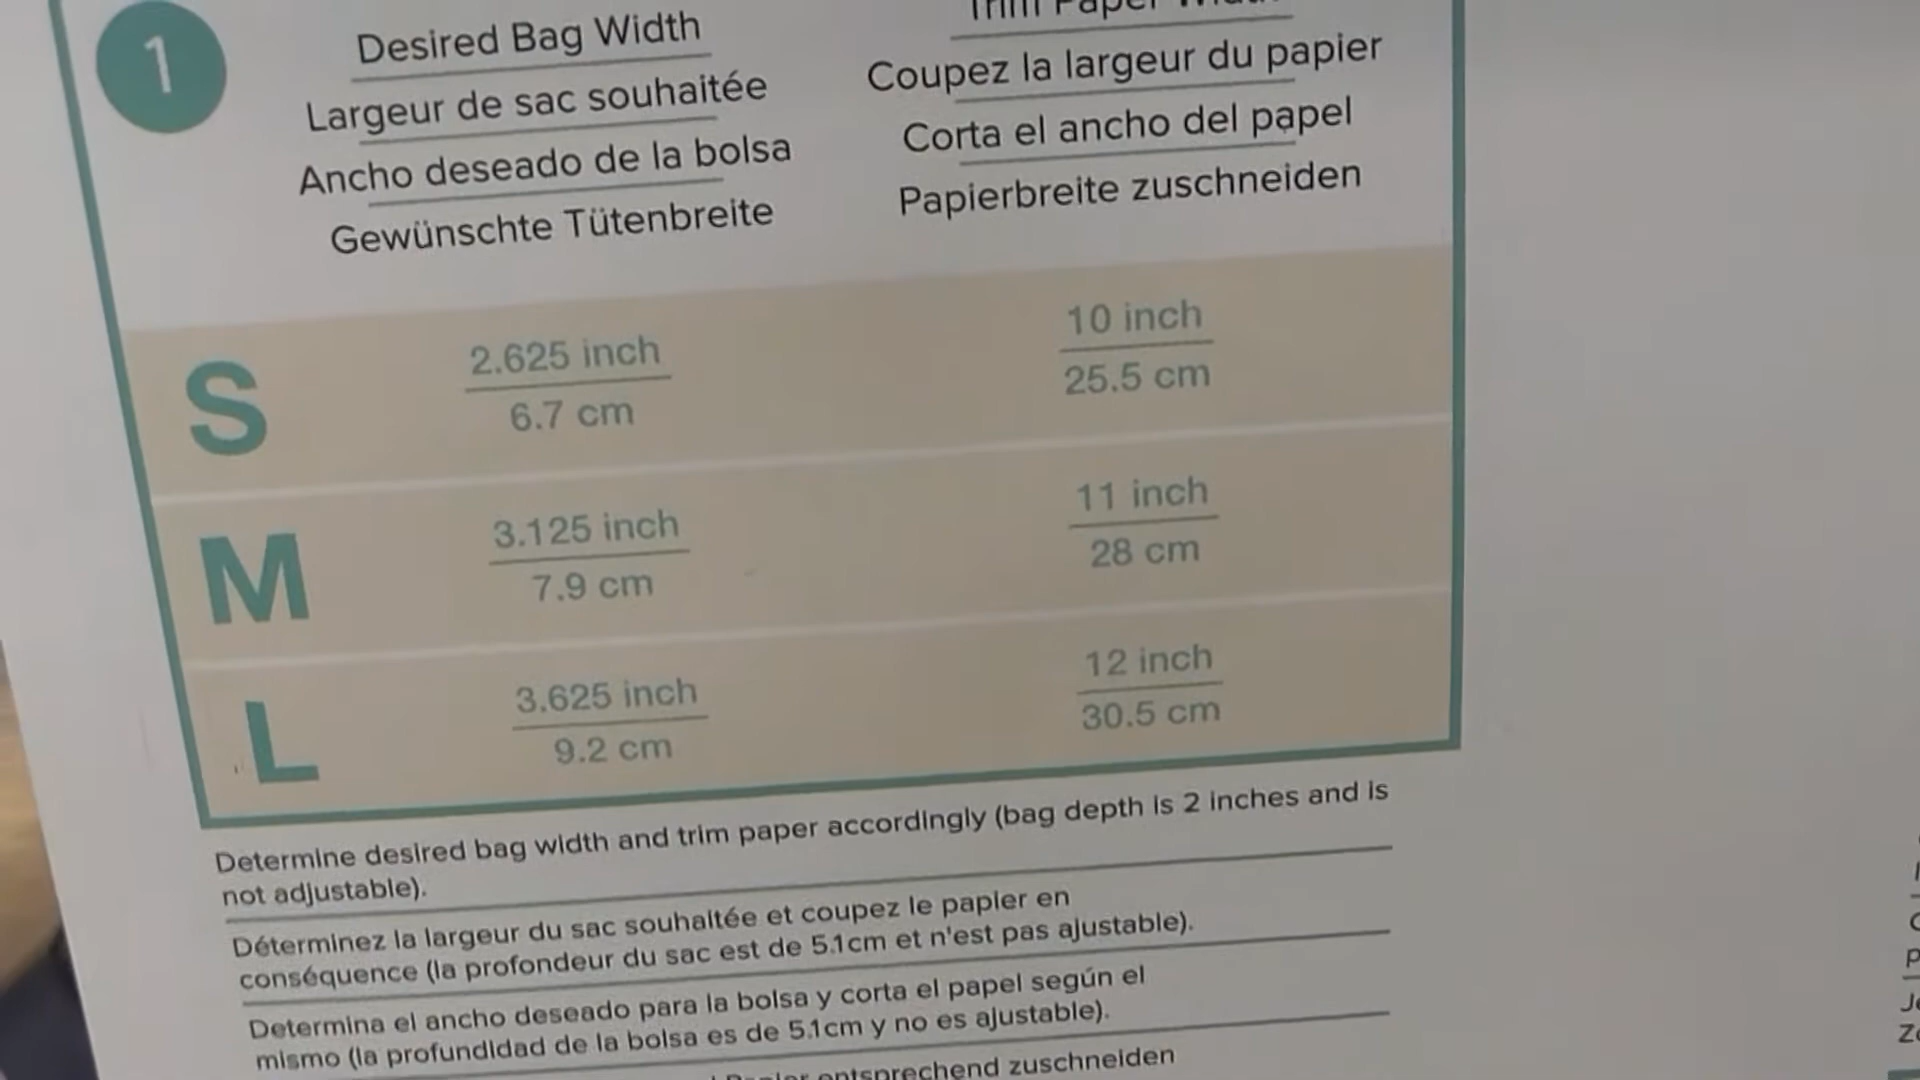 1
Desired Bag Width
Largeur de sac souhaitée
Ancho deseado de la bolsa
Gewünschte Tütenbreite
Trim Paper Width
Coupez la largeur du papier
Corta el ancho del papel
Papierbreite zuschneiden
S
2.625 inch
6.7 cm
10 inch
25.5 cm
M
3.125 inch
7.9 cm
11 inch
28 cm
L
3.625 inch
9.2 cm
12 inch
30.5 cm
Determine desired bag width and trim paper accordingly (bag depth is 2 inches and is
not adjustable).
Déterminez la largeur du sac souhaitée et coupez le papier en
conséquence (la profondeur du sac est de 5.1cm et n'est pas ajustable).
Determina el ancho deseado para la bolsa y corta el papel según el
mismo (la profundidad de la bolsa es de 5.1cm y no es ajustable).
Papier entsprechend zuschneiden